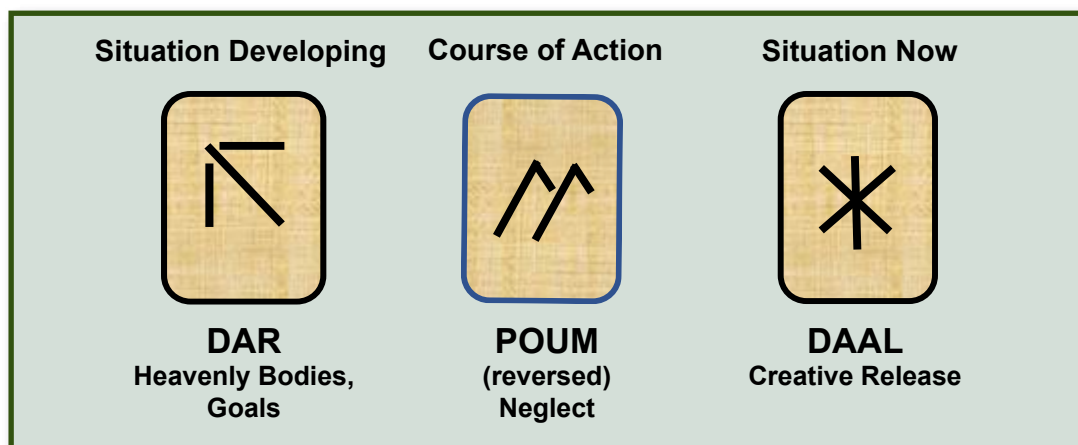 Situation Developing
Course of Action
Situation Now
DAR
Heavenly Bodies,
Goals
POUM
(reversed)
Neglect
DAAL
Creative Release